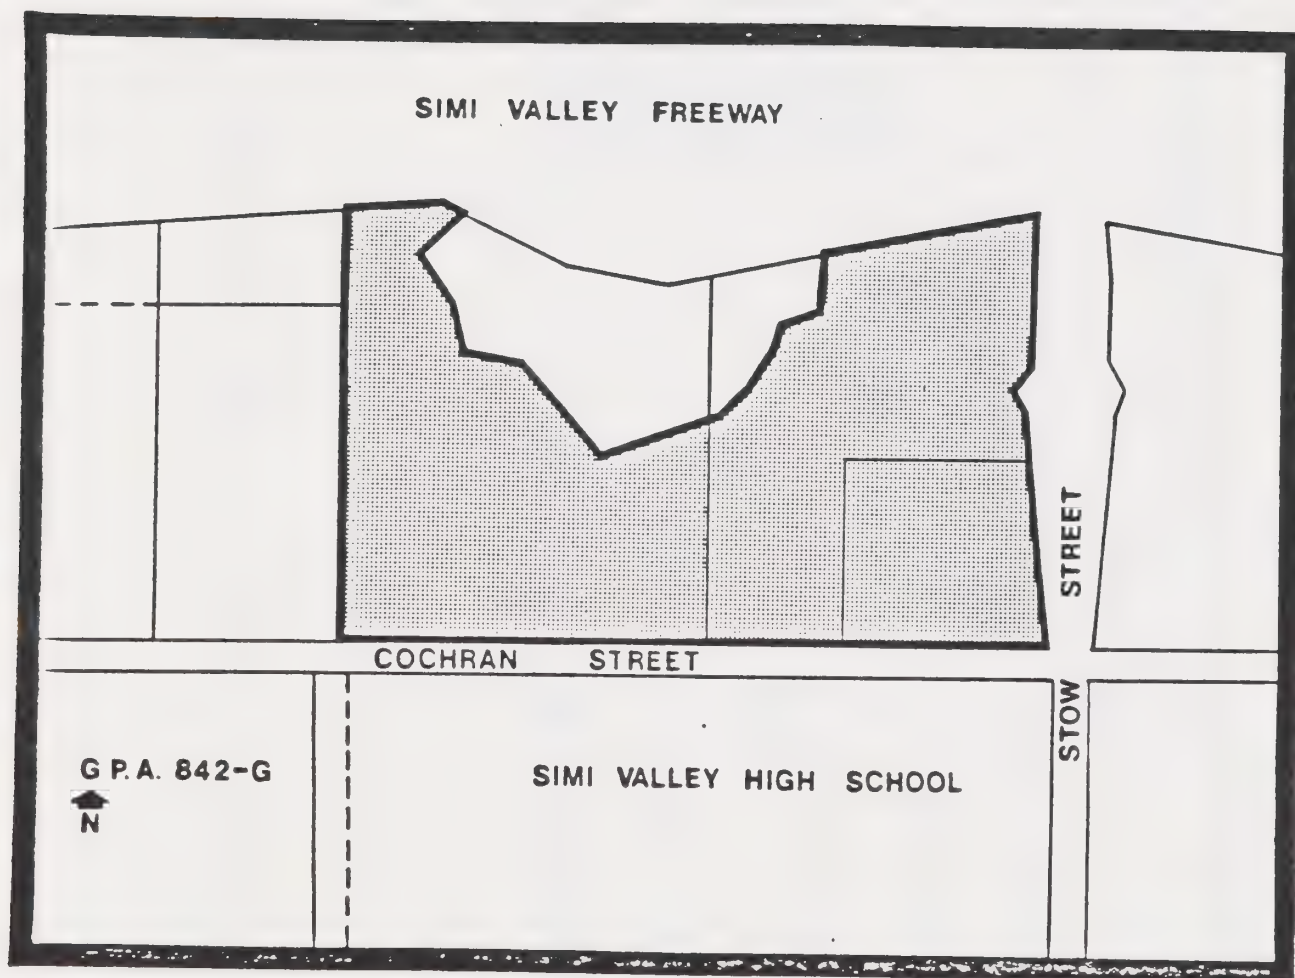 SIMI VALLEY FREEWAY
STREET
COCHRAN STREET
STOW
G P.A. 842-G
N
SIMI VALLEY HIGH SCHOOL